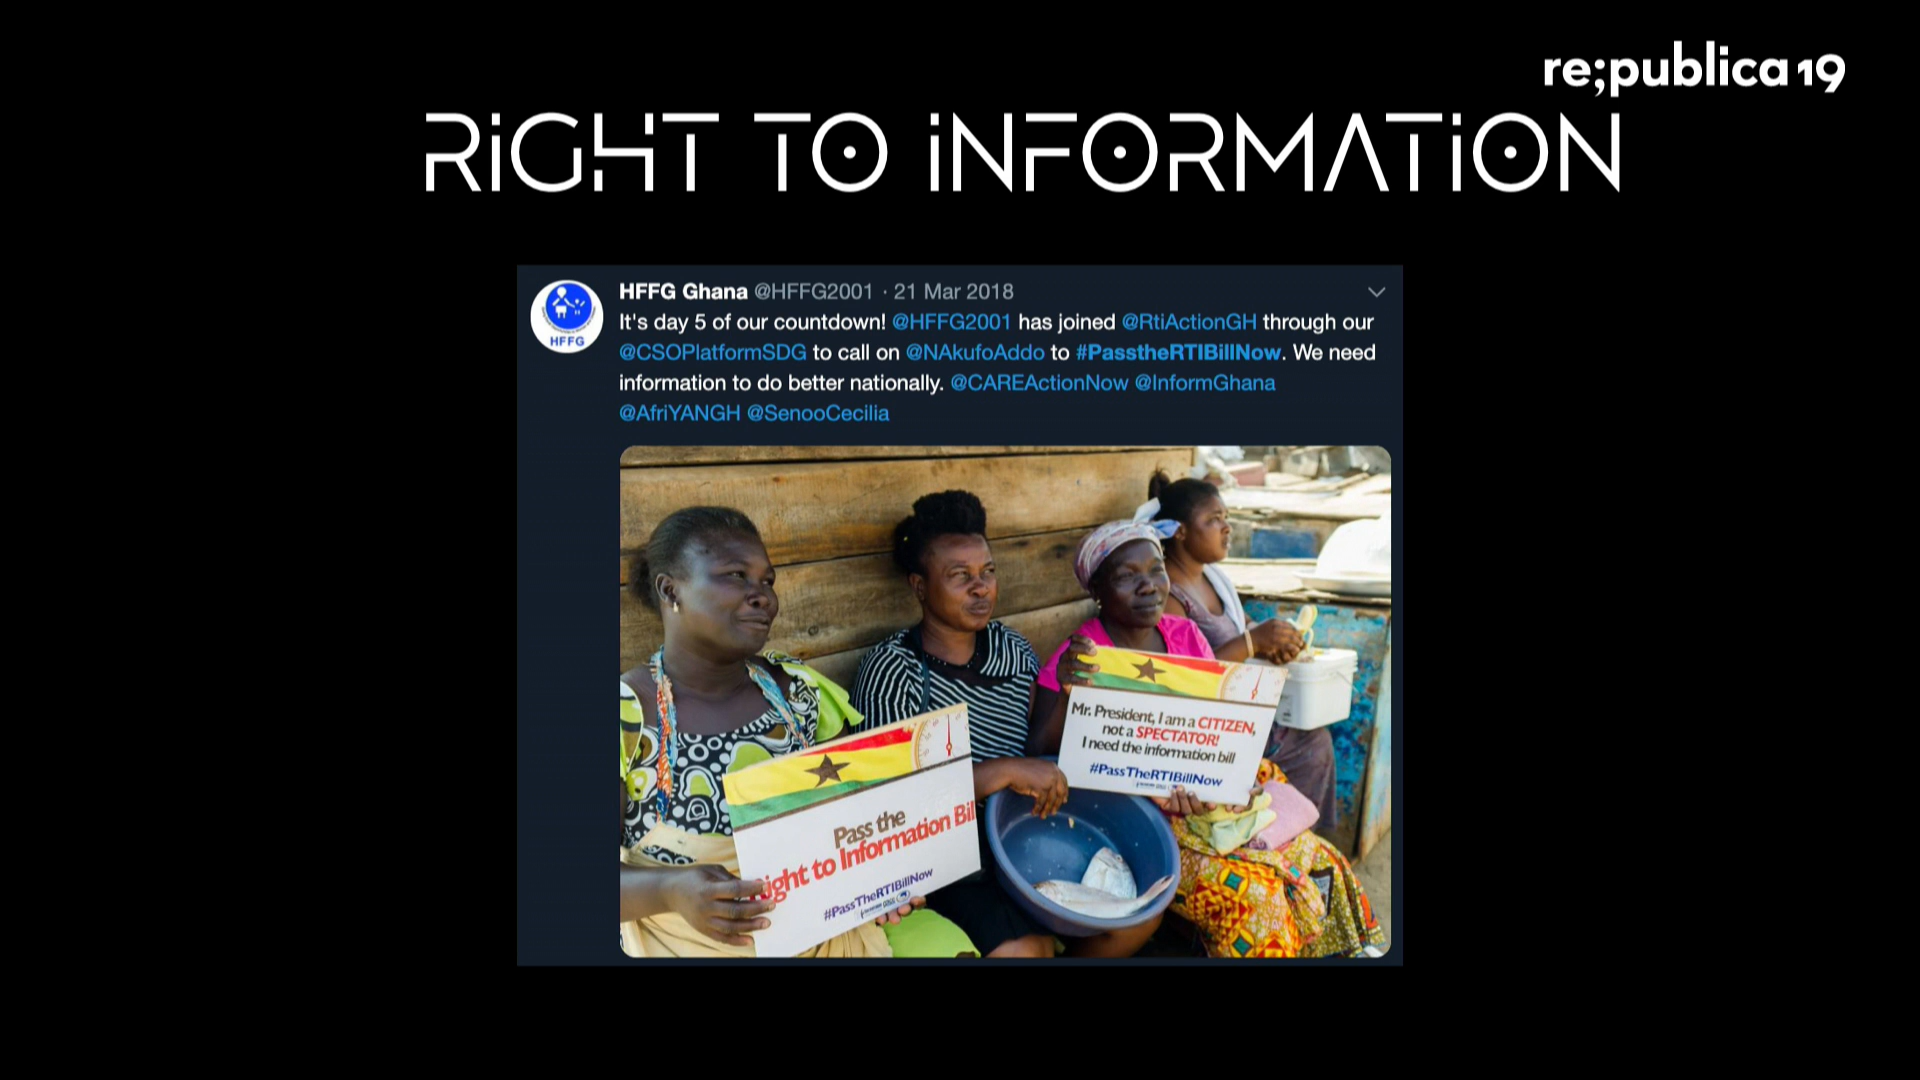 re;publica 19
RIGHT TO INFORMATION
HFFG Ghana @HFFG2001 · 21 Mar 2018
It's day 5 of our countdown! @HFFG2001 has joined @RtiActionGH through our
@CSOPlatformSDG to call on @NAkufoAddo to #PasstheRTIBillNow. We need
information to do better nationally. @CAREActionNow @InformGhana
@AfriYANGH @SenooCecilia
HFFG
Mr. President, I am a CITIZEN,
not a SPECTATOR!
I need the information bill
#PassTheRTIBillNow
Pass the
Right to Information Bil
#PassTheRTIBillNow